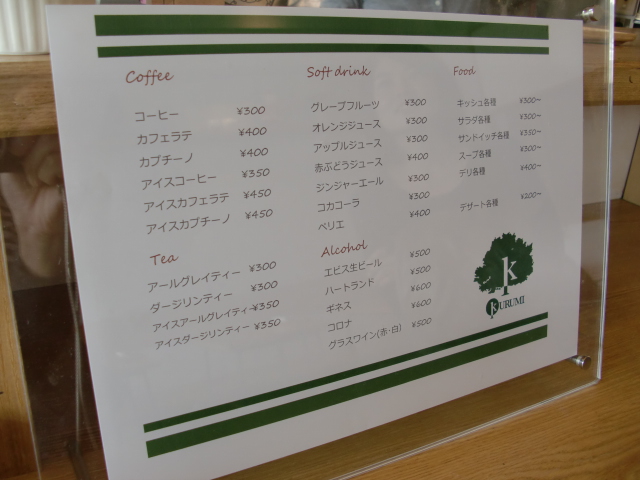 Coffee
コーヒー ¥300
カフェラテ ¥400
カプチーノ ¥400
アイスコーヒー ¥350
アイスカフェラテ ¥450
アイスカプチーノ ¥450
Tea
アールグレイティー ¥300
ダージリンティー ¥300
アイスアールグレイティー ¥350
アイスダージリンティー ¥350
Soft drink
グレープフルーツ ¥300
オレンジジュース ¥300
アップルジュース ¥300
赤ぶどうジュース ¥400
ジンジャーエール ¥300
コカコーラ ¥300
ペリエ ¥400
Alcohol
エビス生ビール ¥500
ハートランド ¥500
ギネス ¥600
コロナ ¥600
グラスワイン(赤・白) ¥500
Food
キッシュ各種 ¥300~
サラダ各種 ¥300~
サンドイッチ各種 ¥350~
スープ各種 ¥300~
デリ各種 ¥400~
デザート各種 ¥200~
k
KURUMI